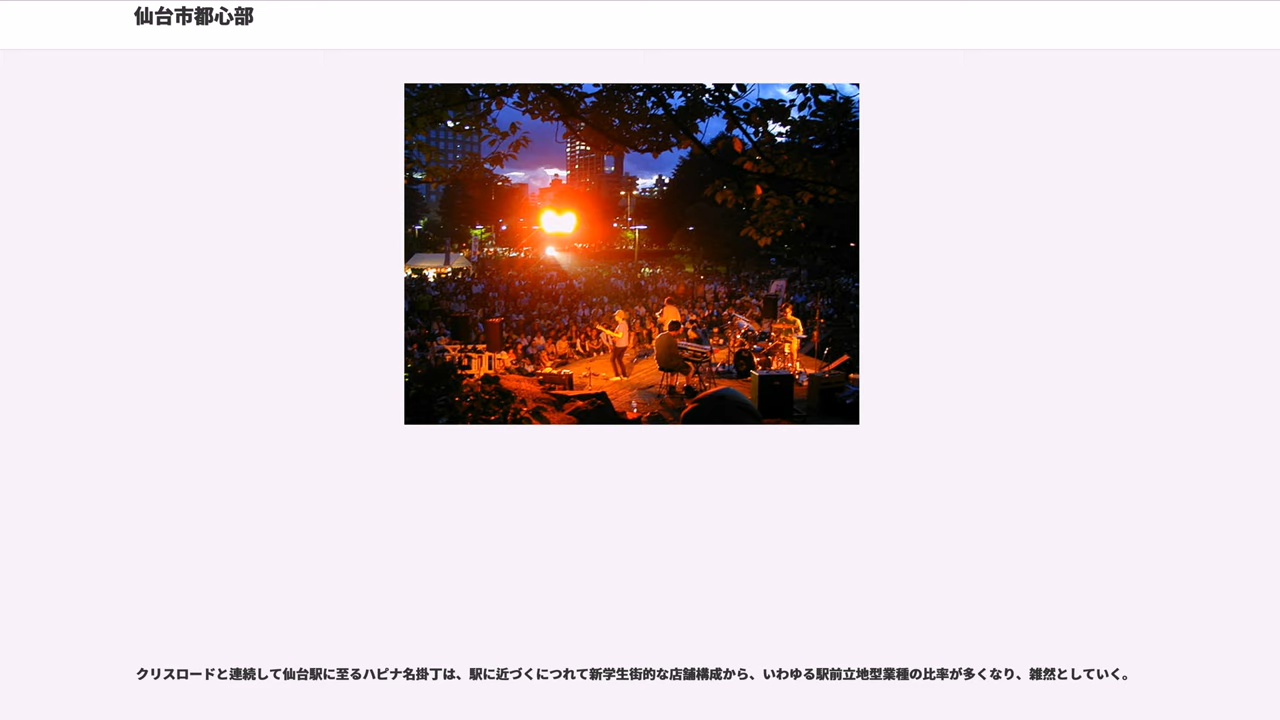 仙台市都心部
クリスロードと連続して仙台駅に至るハピナ名掛丁は、駅に近づくにつれて新学生街的な店舗構成から、いわゆる駅前立地型業種の比率が多くなり、雑然としていく。